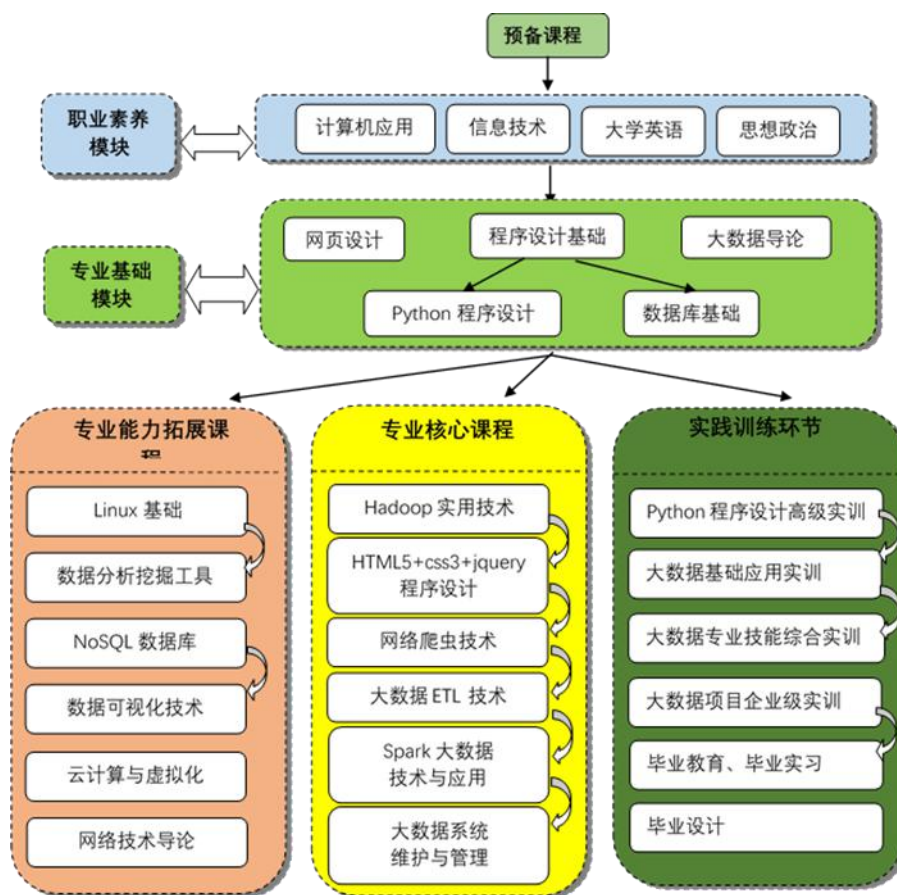 预备课程
职业素养
模块
计算机应用
信息技术
大学英语
思想政治
专业基础
模块
网页设计
程序设计基础
大数据导论
Python 程序设计
数据库基础
专业能力拓展课
程
Linux 基础
数据分析挖掘工具
NoSQL 数据库
数据可视化技术
云计算与虚拟化
网络技术导论
专业核心课程
Hadoop 实用技术
HTML5+css3+jquery
程序设计
网络爬虫技术
大数据 ETL 技术
Spark 大数据
技术与应用
大数据系统
维护与管理
实践训练环节
Python 程序设计高级实训
大数据基础应用实训
大数据专业技能综合实训
大数据项目企业级实训
毕业教育、毕业实习
毕业设计